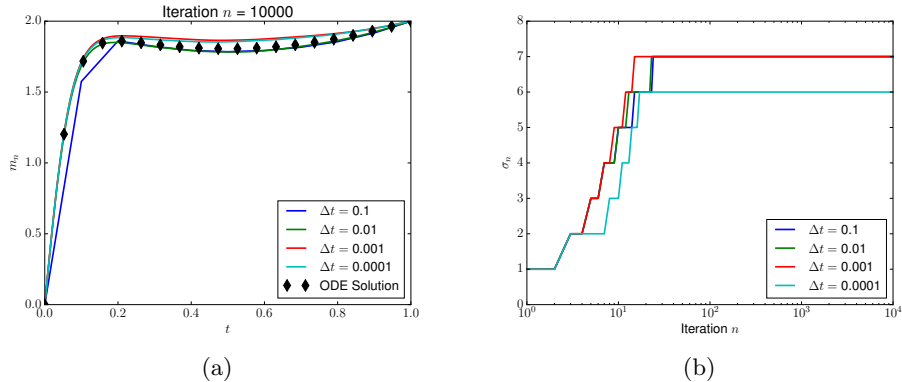 Iteration n = 10000
2.0
1.5
1.0
0.5
0.0
m_n
0.0 0.2 0.4 0.6 0.8 1.0
t
Δt = 0.1
Δt = 0.01
Δt = 0.001
Δt = 0.0001
ODE Solution
(a)
8
7
6
5
4
3
2
1
0
σ_n
10^0 10^1 10^2 10^3 10^4
Iteration n
Δt = 0.1
Δt = 0.01
Δt = 0.001
Δt = 0.0001
(b)